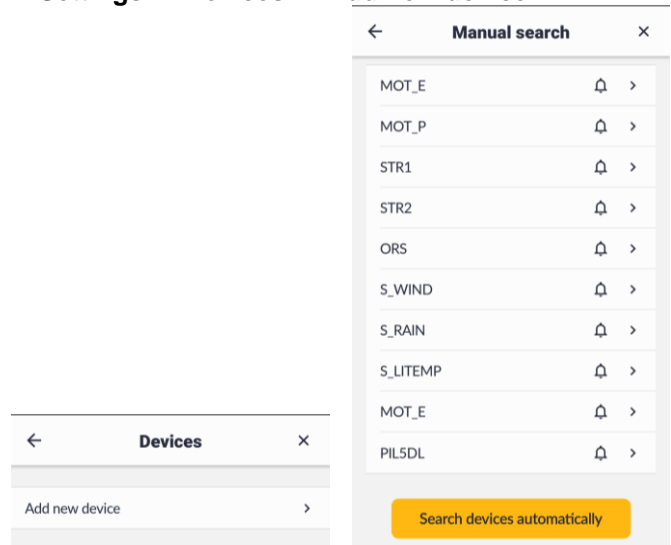 Manual search
MOT_E
MOT_P
STR1
STR2
ORS
S_WIND
S_RAIN
S_LITEMP
MOT_E
PIL5DL
Search devices automatically
Devices
Add new device